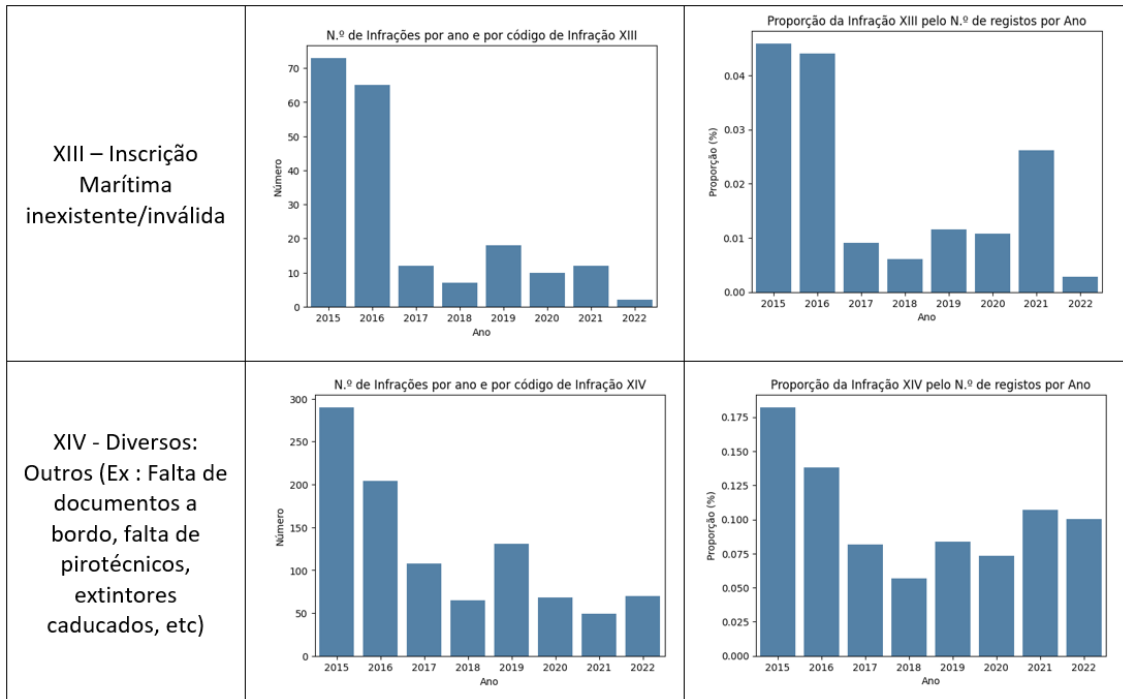 XIII – Inscrição
Marítima
inexistente/inválida
N.º de Infrações por ano e por código de Infração XIII
Número
70
60
50
40
30
20
10
0
2015 2016 2017 2018 2019 2020 2021 2022
Ano
Proporção da Infração XIII pelo N.º de registos por Ano
Proporção (%)
0.04
0.03
0.02
0.01
0.00
2015 2016 2017 2018 2019 2020 2021 2022
Ano
XIV - Diversos:
Outros (Ex : Falta de
documentos a
bordo, falta de
pirotécnicos,
extintores
caducados, etc)
N.º de Infrações por ano e por código de Infração XIV
Número
300
250
200
150
100
50
0
2015 2016 2017 2018 2019 2020 2021 2022
Ano
Proporção da Infração XIV pelo N.º de registos por Ano
Proporção (%)
0.175
0.150
0.125
0.100
0.075
0.050
0.025
0.000
2015 2016 2017 2018 2019 2020 2021 2022
Ano